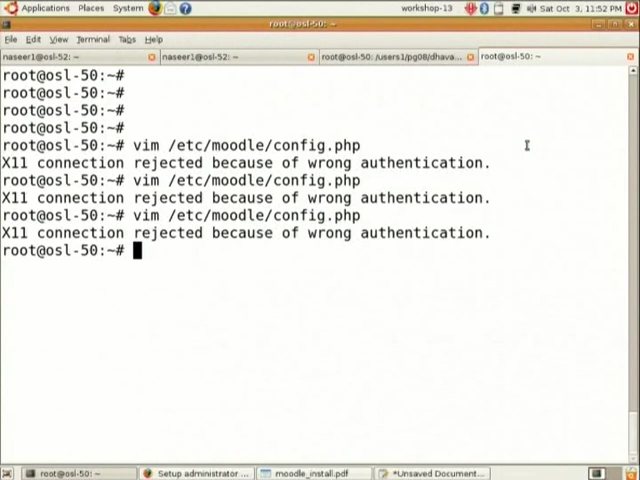 Applications Places System workshop-13 Sat Oct 3, 11:52 PM
root@osl-50: ~
File Edit View Terminal Tabs Help
naseer1@osl-52: ~ naseer1@osl-52: ~ root@osl-50: /users1/pg08/dhava... root@osl-50: ~
root@osl-50:~#
root@osl-50:~#
root@osl-50:~#
root@osl-50:~#
root@osl-50:~# vim /etc/moodle/config.php
X11 connection rejected because of wrong authentication.
root@osl-50:~# vim /etc/moodle/config.php
X11 connection rejected because of wrong authentication.
root@osl-50:~# vim /etc/moodle/config.php
X11 connection rejected because of wrong authentication.
root@osl-50:~#
root@osl-50: ~ Setup administrator ... moodle_install.pdf *Unsaved Document...